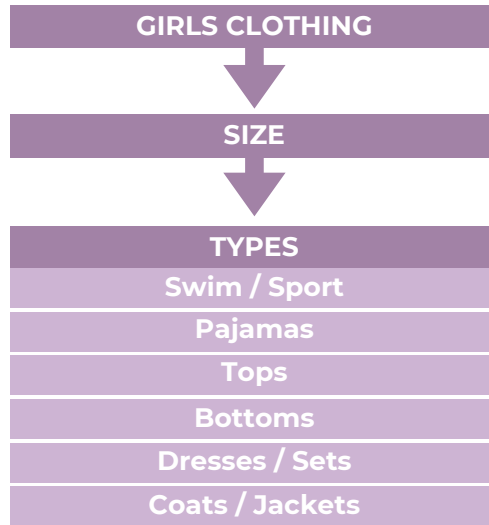 GIRLS CLOTHING
SIZE
TYPES
Swim / Sport
Pajamas
Tops
Bottoms
Dresses / Sets
Coats / Jackets